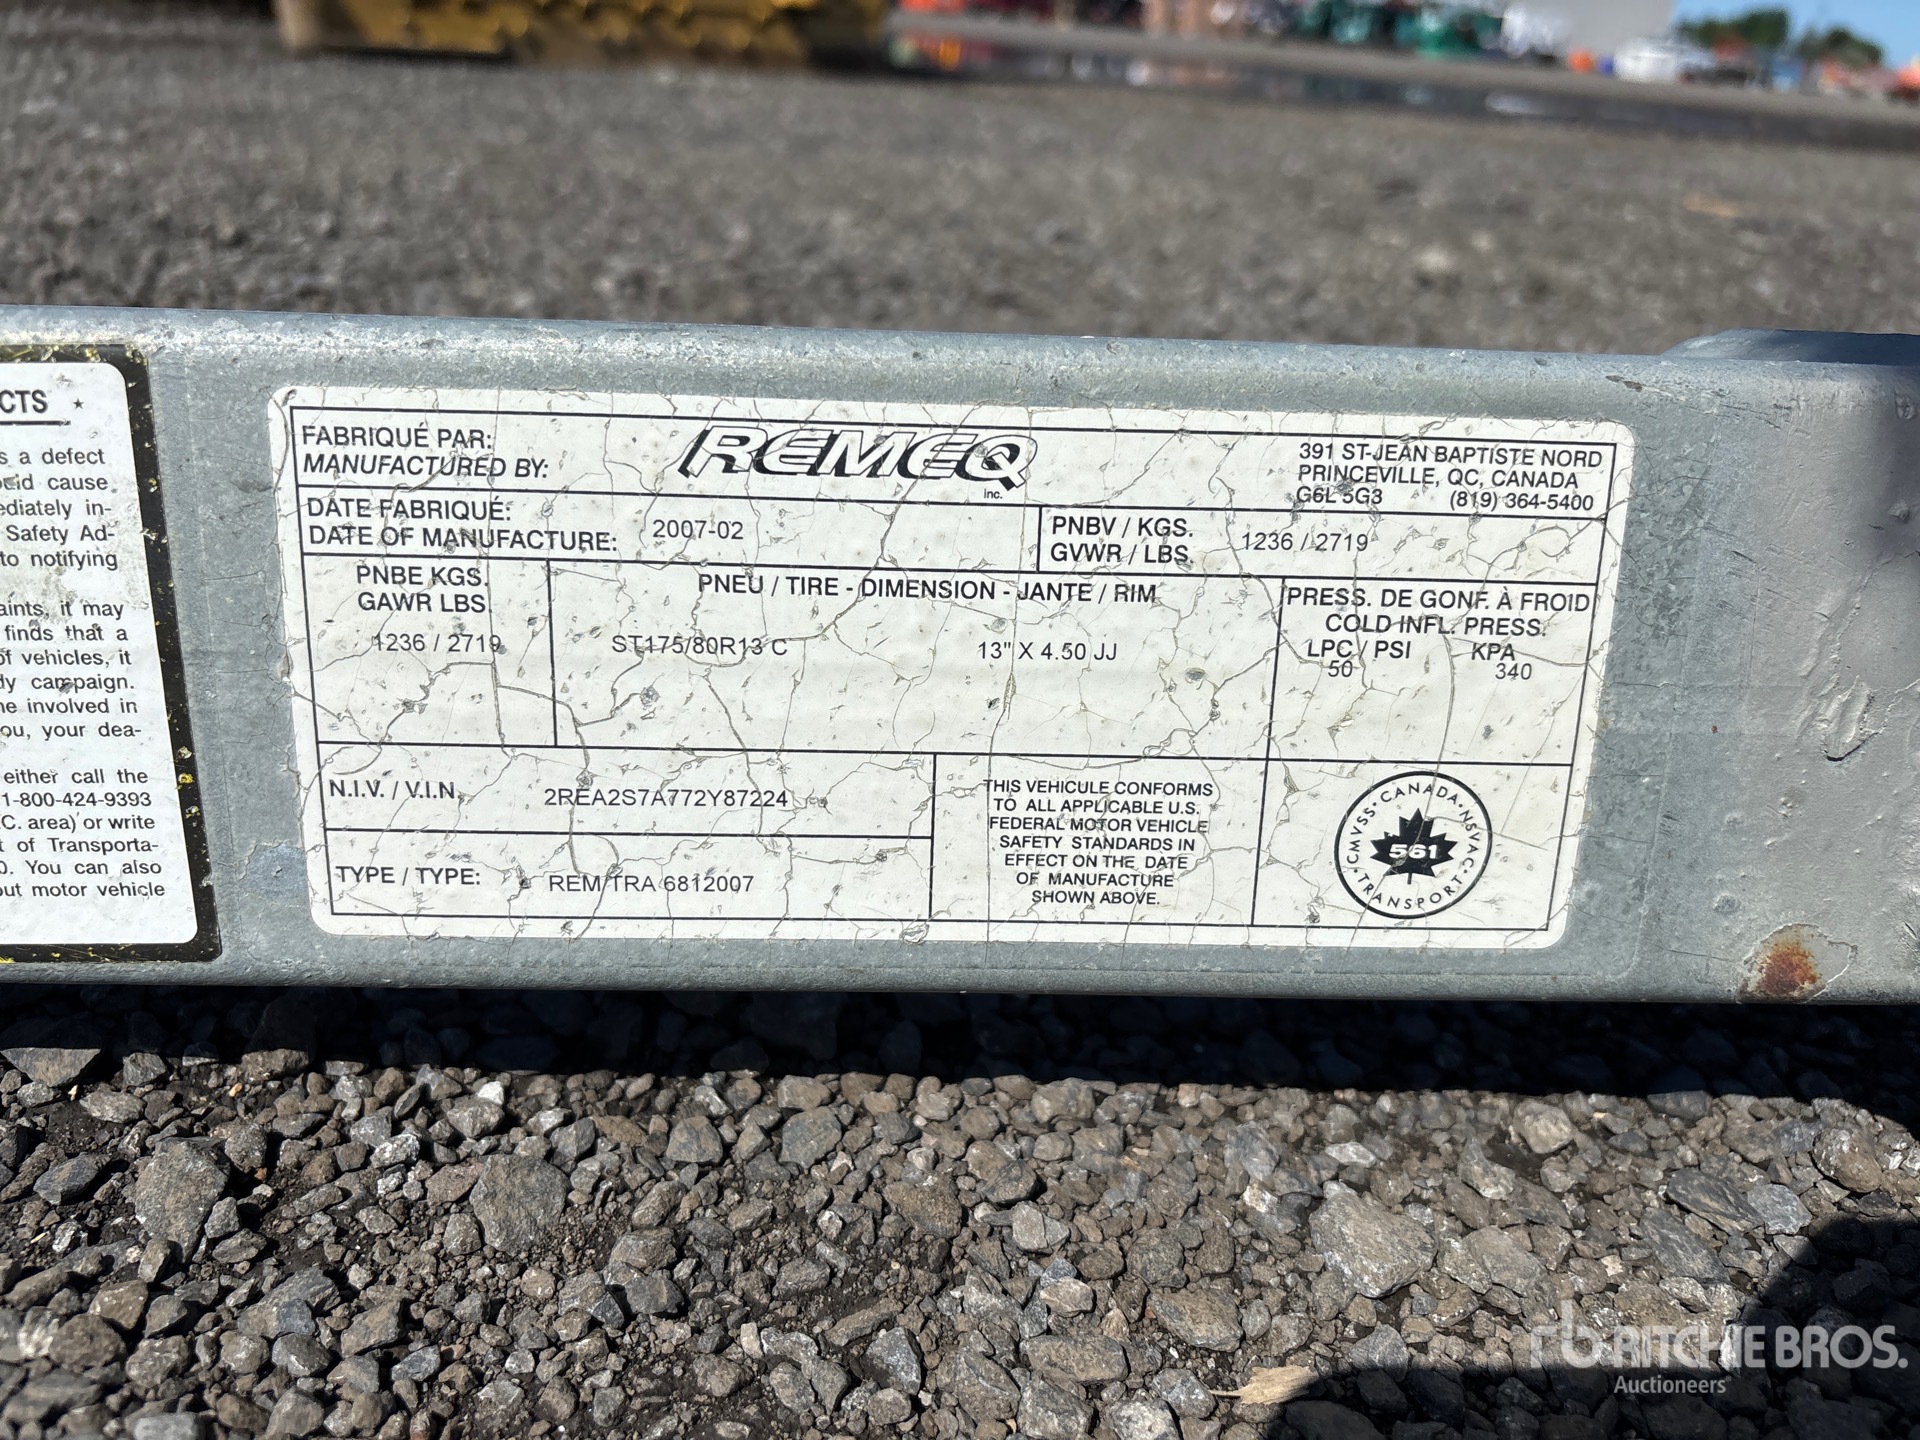 CTS ★
s a defect
cause
ediately in-
Safety Ad-
to notifying
aints, it may
finds that a
of vehicles, it
dy campaign.
ne involved in
ou, your dea-
either call the
1-800-424-9393
C. area) or write
t of Transporta-
0. You can also
out motor vehicle
FABRIQUÉ PAR:
MANUFACTURED BY:
REMEQ
inc.
391 ST-JEAN BAPTISTE NORD
PRINCEVILLE, QC, CANADA
G6L 5G3 (819) 364-5400
DATE FABRIQUÉ:
DATE OF MANUFACTURE: 2007-02
PNBV / KGS.
GVWR / LBS. 1236 / 2719
PNBE KGS.
GAWR LBS.
1236 / 2719
PNEU / TIRE - DIMENSION - JANTE / RIM
ST175/80R13 C 13" X 4.50 JJ
PRESS. DE GONF. À FROID
COLD INFL. PRESS.
LPC / PSI KPA
50 340
N.I.V. / V.I.N. 2REA2S7A772Y87224
TYPE / TYPE: REM/TRA 6812007
THIS VEHICULE CONFORMS
TO ALL APPLICABLE U.S.
FEDERAL MOTOR VEHICLE
SAFETY STANDARDS IN
EFFECT ON THE DATE
OF MANUFACTURE
SHOWN ABOVE.
CMVSS • CANADA • NSVAC • TRANSPORT •
561
rb RITCHIE BROS.
Auctioneers